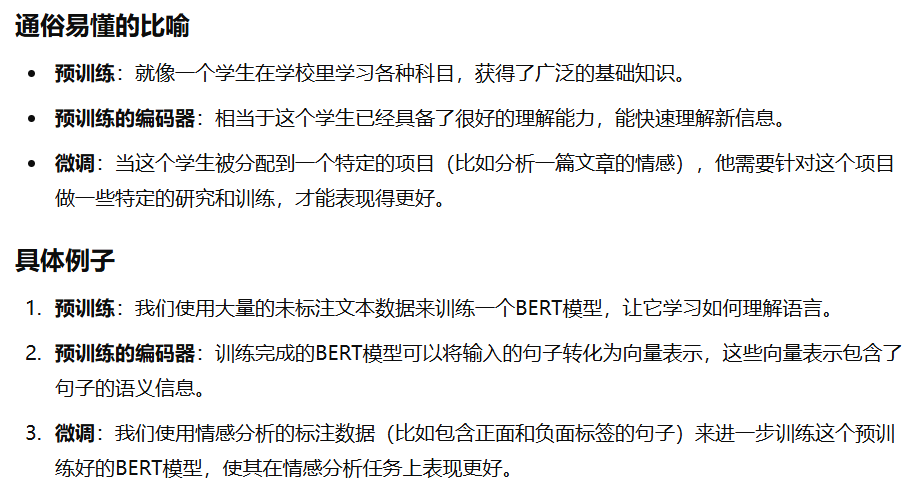 通俗易懂的比喻
• 预训练：就像一个学生在学校里学习各种科目，获得了广泛的基础知识。
• 预训练的编码器：相当于这个学生已经具备了很好的理解能力，能快速理解新信息。
• 微调：当这个学生被分配到一个特定的项目（比如分析一篇文章的情感），他需要针对这个项目
做一些特定的研究和训练，才能表现得更好。
具体例子
1. 预训练：我们使用大量的未标注文本数据来训练一个BERT模型，让它学习如何理解语言。
2. 预训练的编码器：训练完成的BERT模型可以将输入的句子转化为向量表示，这些向量表示包含了
句子的语义信息。
3. 微调：我们使用情感分析的标注数据（比如包含正面和负面标签的句子）来进一步训练这个预训
练好的BERT模型，使其在情感分析任务上表现更好。